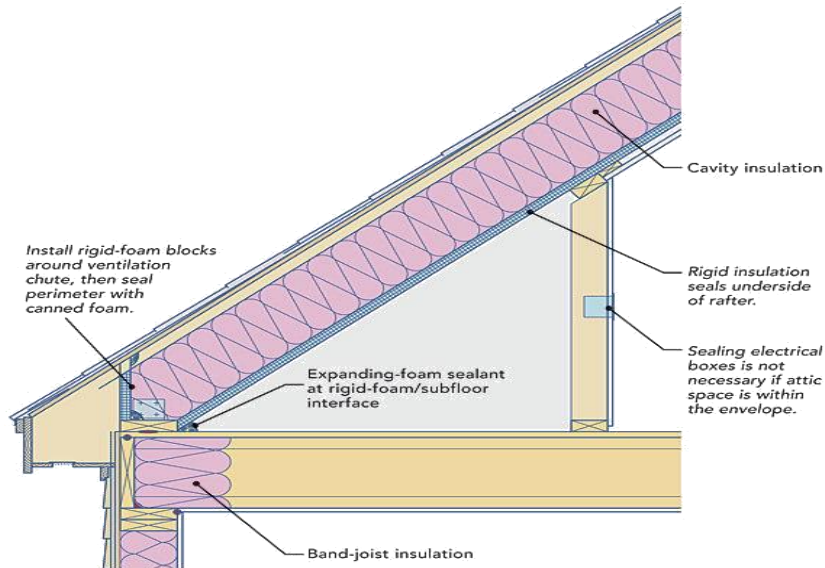 Cavity insulation
Install rigid-foam blocks
around ventilation
chute, then seal
perimeter with
canned foam.
Rigid insulation
seals underside
of rafter.
Expanding-foam sealant
at rigid-foam/subfloor
interface
Sealing electrical
boxes is not
necessary if attic
space is within
the envelope.
Band-joist insulation